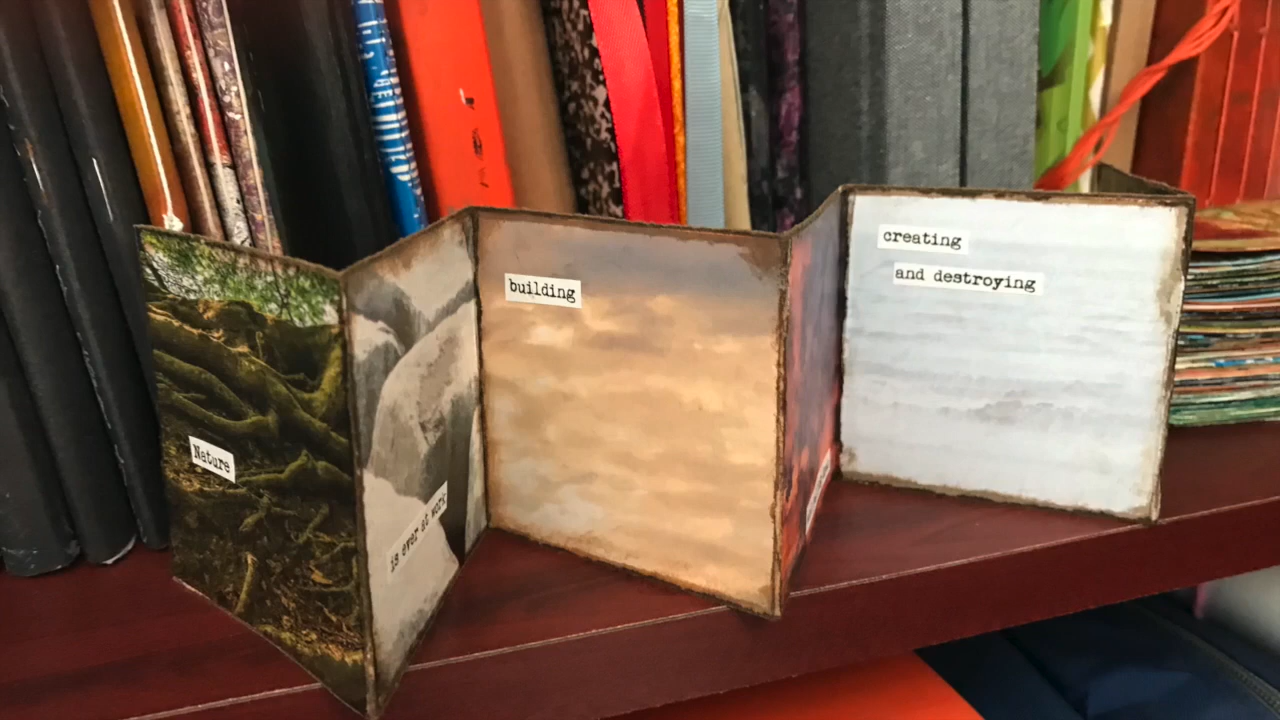 Nature
is ever at work
building
creating
and destroying